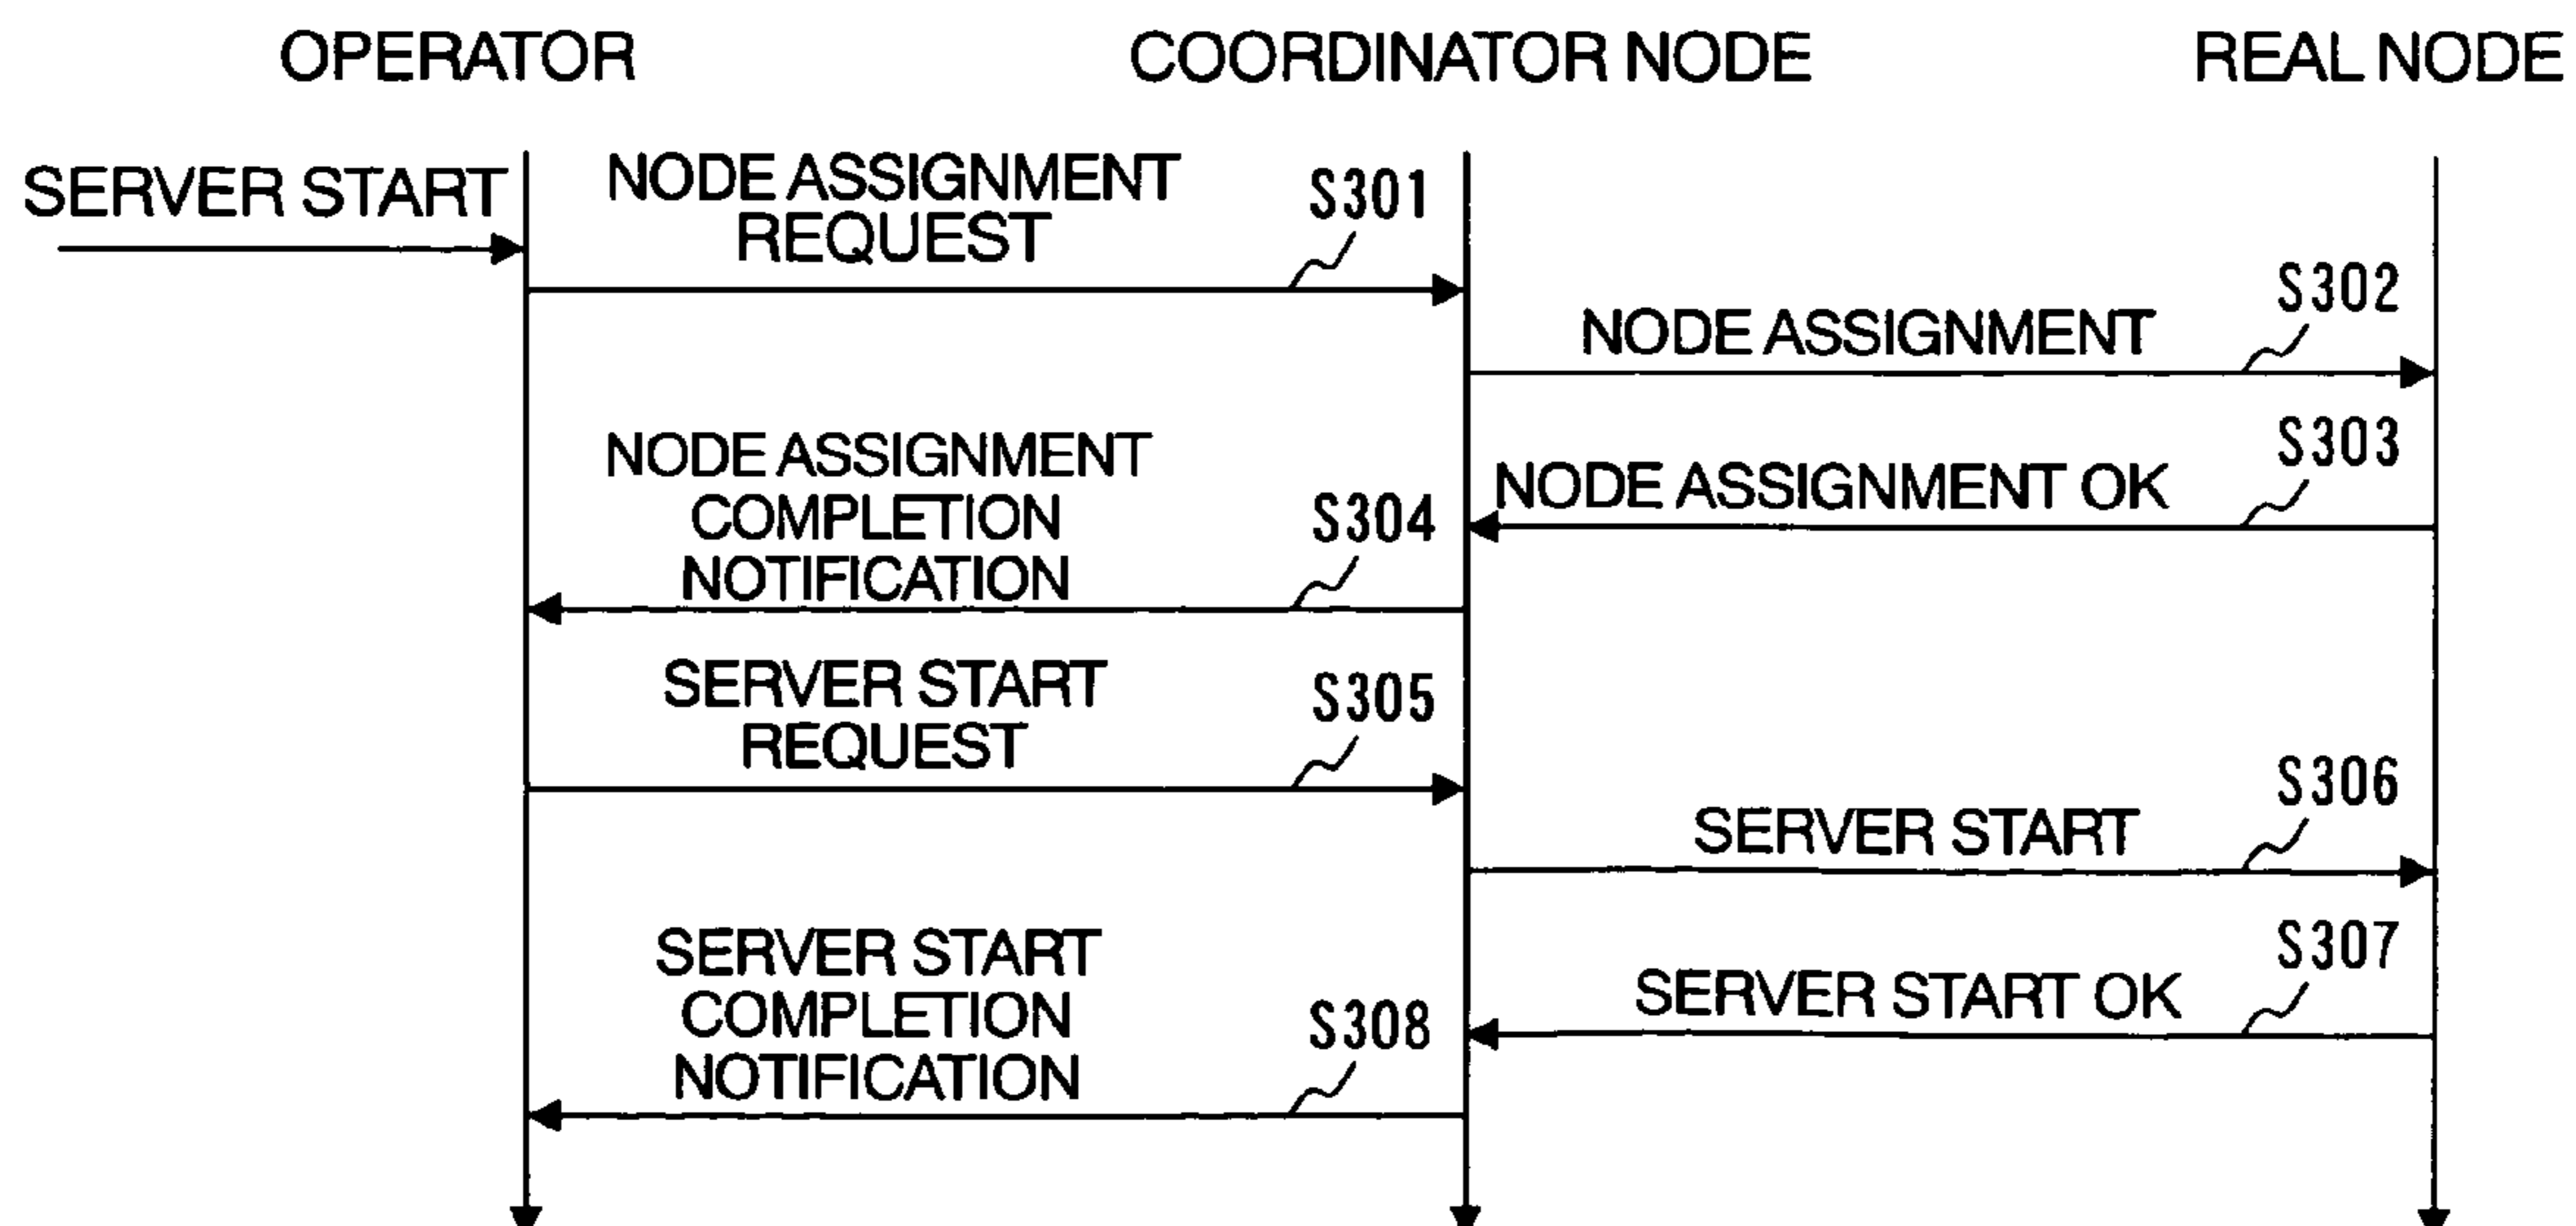 OPERATOR
COORDINATOR NODE
REAL NODE
SERVER START
NODE ASSIGNMENT
REQUEST
S301
S302
NODE ASSIGNMENT
S303
NODE ASSIGNMENT OK
NODE ASSIGNMENT
COMPLETION
NOTIFICATION
S304
SERVER START
REQUEST
S305
S306
SERVER START
S307
SERVER START OK
SERVER START
COMPLETION
NOTIFICATION
S308